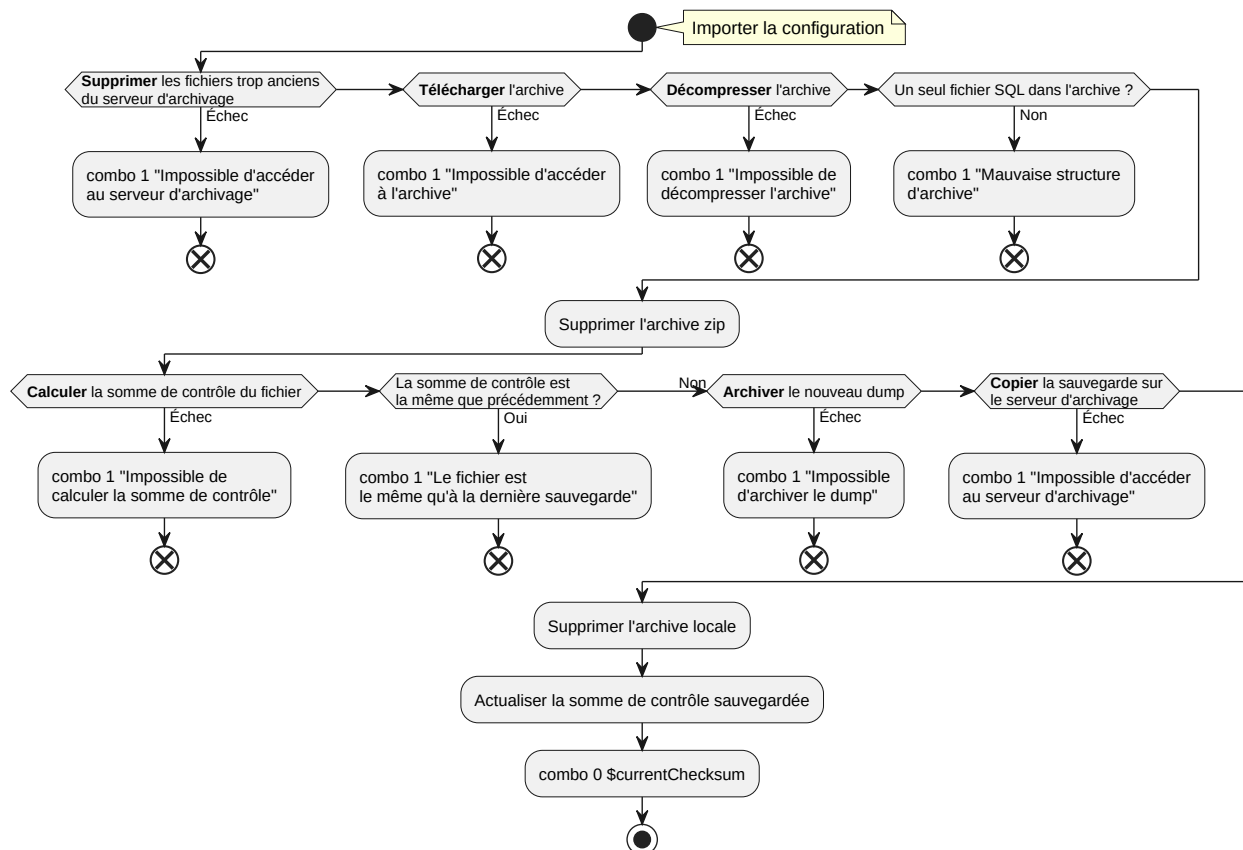 Importer la configuration
Supprimer les fichiers trop anciens
du serveur d'archivage
Télécharger l'archive
Décompresser l'archive
Un seul fichier SQL dans l'archive ?
Échec
Échec
Échec
Non
combo 1 "Impossible d'accéder
au serveur d'archivage"
combo 1 "Impossible d'accéder
à l'archive"
combo 1 "Impossible de
décompresser l'archive"
combo 1 "Mauvaise structure
d'archive"
Supprimer l'archive zip
Calculer la somme de contrôle du fichier
La somme de contrôle est
la même que précédemment ?
Non
Archiver le nouveau dump
Copier la sauvegarde sur
le serveur d'archivage
Échec
Oui
Échec
Échec
combo 1 "Impossible de
calculer la somme de contrôle"
combo 1 "Le fichier est
le même qu'à la dernière sauvegarde"
combo 1 "Impossible
d'archiver le dump"
combo 1 "Impossible d'accéder
au serveur d'archivage"
Supprimer l'archive locale
Actualiser la somme de contrôle sauvegardée
combo 0 $currentChecksum